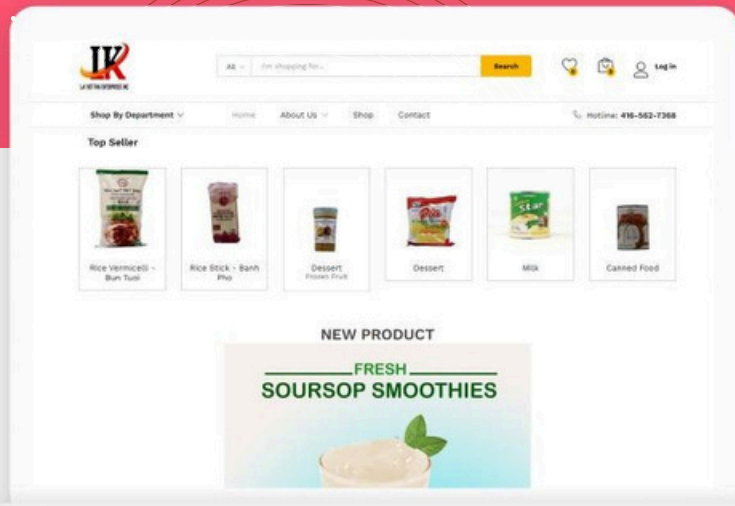 LK
All
I'm shopping for...
Search
0
0
Log in
Shop By Department
Home
About Us
Shop
Contact
Hotline: 416-562-7368
Top Seller
Star
Rice Vermicelli -
Bun Tuoi
Rice Stick - Banh
Pho
Dessert
Frozen Fruit
Dessert
Milk
Canned Food
NEW PRODUCT
FRESH
SOURSOP SMOOTHIES